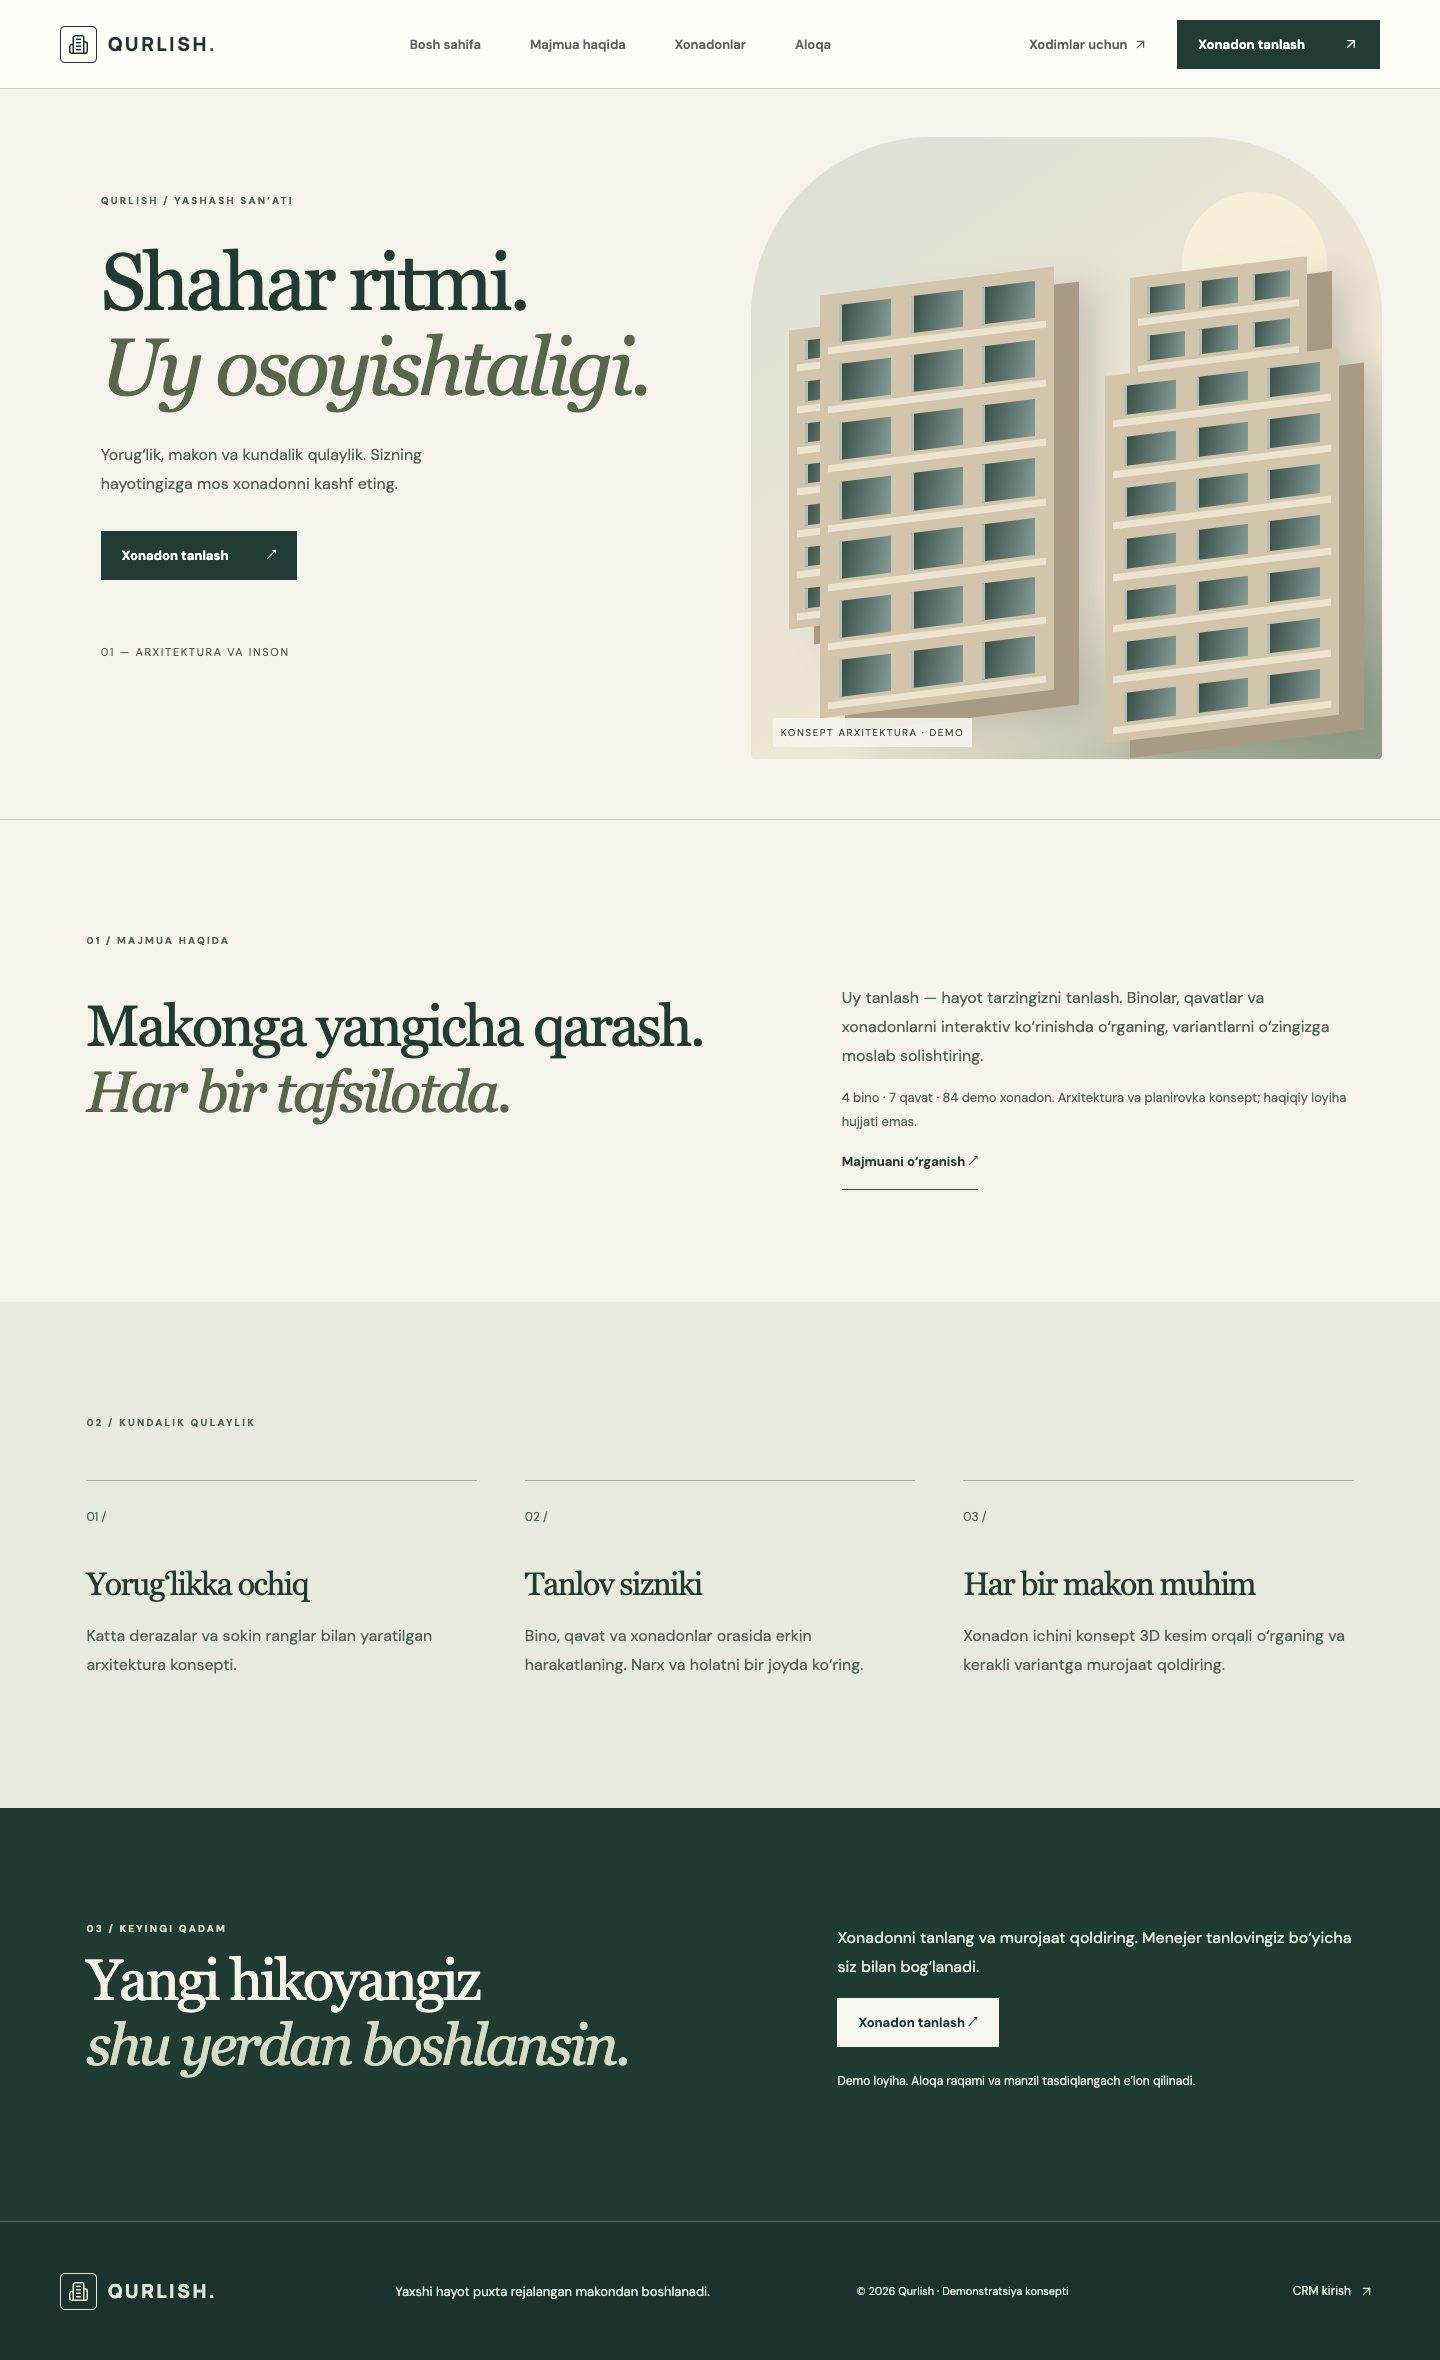 QURLISH.
Bosh sahifa
Majmua haqida
Xonadonlar
Aloqa
Xodimlar uchun ↗
Xonadon tanlash ↗
QURLISH / YASHASH SAN‘ATI
Shahar ritmi.
Uy osoyishtaligi.
Yorug‘lik, makon va kundalik qulaylik. Sizning
hayotingizga mos xonadonni kashf eting.
Xonadon tanlash ↗
01 — ARXITEKTURA VA INSON
KONSEPT ARXITEKTURA · DEMO
01 / MAJMUA HAQIDA
Makonga yangicha qarash.
Har bir tafsilotda.
Uy tanlash — hayot tarzingizni tanlash. Binolar, qavatlar va
xonadonlarni interaktiv ko‘rinishda o‘rganing, variantlarni o‘zingizga
moslab solishtiring.
4 bino · 7 qavat · 84 demo xonadon. Arxitektura va planirovka konsept; haqiqiy loyiha
hujjati emas.
Majmuani o‘rganish ↗
02 / KUNDALIK QULAYLIK
01 /
Yorug‘likka ochiq
Katta derazalar va sokin ranglar bilan yaratilgan
arxitektura konsepti.
02 /
Tanlov sizniki
Bino, qavat va xonadonlar orasida erkin
harakatlaning. Narx va holatni bir joyda ko‘ring.
03 /
Har bir makon muhim
Xonadon ichini konsept 3D kesim orqali o‘rganing va
kerakli variantga murojaat qoldiring.
03 / KEYINGI QADAM
Yangi hikoyangiz
shu yerdan boshlansin.
Xonadonni tanlang va murojaat qoldiring. Menejer tanlovingiz bo‘yicha
siz bilan bog‘lanadi.
Xonadon tanlash ↗
Demo loyiha. Aloqa raqami va manzil tasdiqlangach e’lon qilinadi.
QURLISH.
Yaxshi hayot puxta rejalangan makondan boshlanadi.
© 2026 Qurlish · Demonstratsiya konsepti
CRM kirish ↗